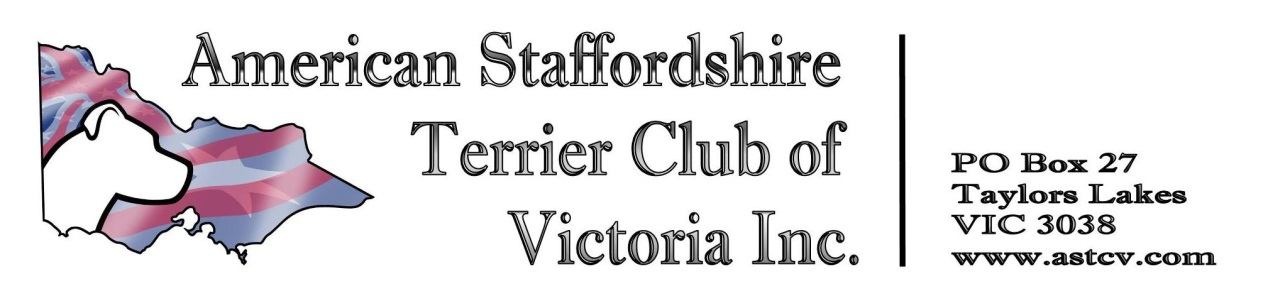 American Staffordshire
Terrier Club of
Victoria Inc.
PO Box 27
Taylors Lakes
VIC 3038
www.astcv.com